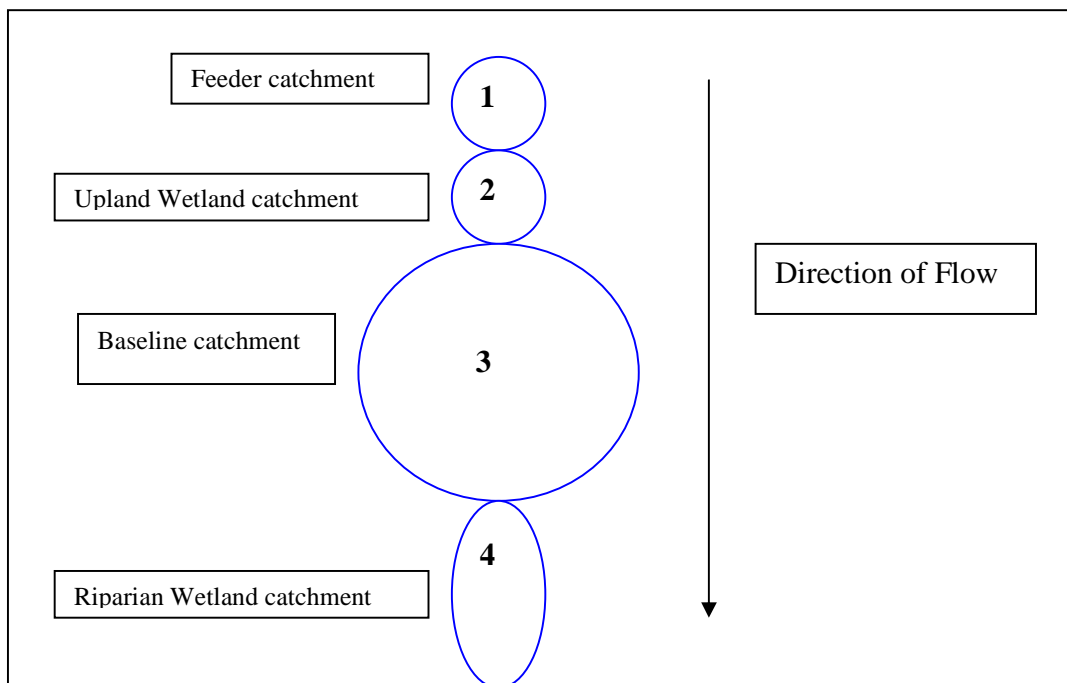 Feeder catchment
1
Upland Wetland catchment
2
Direction of Flow
Baseline catchment
3
4
Riparian Wetland catchment